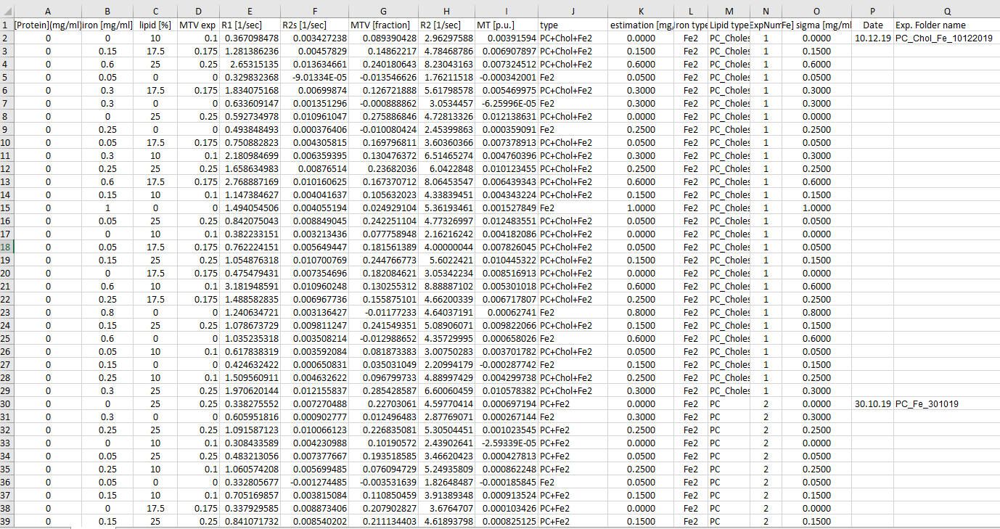 A B C D E F G H I J K L M N O P Q
1 [Protein](mg/ml) iron [mg/ml] lipid [%] MTV exp R1 [1/sec] R2s [1/sec] MTV [fraction] R2 [1/sec] MT [p.u.] type estimation [mg/ Iron type Lipid type ExpNum Fe] sigma [mg/ml Date Exp. Folder name
2 0 0 10 0.1 0.367098478 0.003427238 0.089390428 2.96297588 0.00391594 PC+Chol+Fe2 0.0000 Fe2 PC_Choles 1 0.0000 10.12.19 PC_Chol_Fe_10122019
3 0 0.15 17.5 0.175 1.281386236 0.00457829 0.14862217 4.78468786 0.006907897 PC+Chol+Fe2 0.1500 Fe2 PC_Choles 1 0.1500
4 0 0.6 25 0.25 2.65315135 0.013634661 0.240180643 8.23043163 0.007324512 PC+Chol+Fe2 0.6000 Fe2 PC_Choles 1 0.6000
5 0 0.05 0 0 0.329832368 -9.01334E-05 -0.013546626 1.76211518 -0.000342001 Fe2 0.0500 Fe2 PC_Choles 1 0.0500
6 0 0.3 17.5 0.175 1.834075168 0.00699874 0.126721888 5.61798578 0.005469975 PC+Chol+Fe2 0.3000 Fe2 PC_Choles 1 0.3000
7 0 0.3 0 0 0.633609147 0.001351296 -0.000888862 3.0534457 -6.25996E-05 Fe2 0.3000 Fe2 PC_Choles 1 0.3000
8 0 0 25 0.25 0.592734978 0.010961047 0.275886846 4.72813326 0.012138631 PC+Chol+Fe2 0.0000 Fe2 PC_Choles 1 0.0000
9 0 0.25 0 0 0.493848493 0.000376406 -0.010080424 2.45399863 0.000359091 Fe2 0.2500 Fe2 PC_Choles 1 0.2500
10 0 0.05 17.5 0.175 0.750882823 0.004305815 0.169796811 3.60360366 0.007378913 PC+Chol+Fe2 0.0500 Fe2 PC_Choles 1 0.0500
11 0 0.3 10 0.1 2.180984699 0.006359395 0.130476372 6.51465274 0.004760396 PC+Chol+Fe2 0.3000 Fe2 PC_Choles 1 0.3000
12 0 0.25 25 0.25 1.658634983 0.00876514 0.23682036 6.0422848 0.010123455 PC+Chol+Fe2 0.2500 Fe2 PC_Choles 1 0.2500
13 0 0.6 17.5 0.175 2.768887169 0.010160625 0.167370712 8.06453547 0.006439343 PC+Chol+Fe2 0.6000 Fe2 PC_Choles 1 0.6000
14 0 0.15 10 0.1 1.147384627 0.004041637 0.105632023 4.33839451 0.004343224 PC+Chol+Fe2 0.1500 Fe2 PC_Choles 1 0.1500
15 0 1 0 0 1.494054506 0.004055194 0.024929104 5.36193461 0.001527849 Fe2 1.0000 Fe2 PC_Choles 1 1.0000
16 0 0.05 25 0.25 0.842075043 0.008849045 0.242251104 4.77326997 0.012483551 PC+Chol+Fe2 0.0500 Fe2 PC_Choles 1 0.0500
17 0 0 10 0.1 0.382233151 0.003213436 0.077758948 2.16216242 0.004182086 PC+Chol+Fe2 0.0000 Fe2 PC_Choles 1 0.0000
18 0 0.05 17.5 0.175 0.762224151 0.005649447 0.181561389 4.00000044 0.007826045 PC+Chol+Fe2 0.0500 Fe2 PC_Choles 1 0.0500
19 0 0.15 25 0.25 1.054876318 0.010700769 0.244766773 5.6022421 0.010445322 PC+Chol+Fe2 0.1500 Fe2 PC_Choles 1 0.1500
20 0 0 17.5 0.175 0.475479431 0.007354696 0.182084621 3.05342234 0.008516913 PC+Chol+Fe2 0.0000 Fe2 PC_Choles 1 0.0000
21 0 0.6 10 0.1 3.181948591 0.010960248 0.130255312 8.88887102 0.005301018 PC+Chol+Fe2 0.6000 Fe2 PC_Choles 1 0.6000
22 0 0.25 17.5 0.175 1.488582835 0.006967736 0.155875101 4.66200339 0.006717807 PC+Chol+Fe2 0.2500 Fe2 PC_Choles 1 0.2500
23 0 0.8 0 0 1.240634721 0.003136427 -0.01177233 4.64037191 0.00062741 Fe2 0.8000 Fe2 PC_Choles 1 0.8000
24 0 0.15 25 0.25 1.078673729 0.009811247 0.241549351 5.08906071 0.009822066 PC+Chol+Fe2 0.1500 Fe2 PC_Choles 1 0.1500
25 0 0.6 0 0 1.035235318 0.003508214 -0.012988652 4.35729995 0.000658026 Fe2 0.6000 Fe2 PC_Choles 1 0.6000
26 0 0.05 10 0.1 0.617838319 0.003592084 0.081873383 3.00750283 0.003701782 PC+Chol+Fe2 0.0500 Fe2 PC_Choles 1 0.0500
27 0 0.15 0 0 0.424632422 0.000650831 0.035031049 2.20994179 -0.000287742 Fe2 0.1500 Fe2 PC_Choles 1 0.1500
28 0 0.25 10 0.1 1.509560911 0.004632622 0.096799733 4.88997429 0.004299738 PC+Chol+Fe2 0.2500 Fe2 PC_Choles 1 0.2500
29 0 0.3 25 0.25 1.970620144 0.012155837 0.285428587 6.60060459 0.010578382 PC+Chol+Fe2 0.3000 Fe2 PC_Choles 1 0.3000
30 0 0 25 0.25 0.338275552 0.007270488 0.22703061 4.59770414 0.000697194 PC+Fe2 0.0000 Fe2 PC 2 0.0000 30.10.19 PC_Fe_301019
31 0 0.3 0 0 0.605951816 0.000902777 0.012496483 2.87769071 0.000267144 Fe2 0.3000 Fe2 PC 2 0.3000
32 0 0.25 25 0.25 1.091587123 0.010066123 0.226835081 5.30504451 0.001023545 PC+Fe2 0.2500 Fe2 PC 2 0.2500
33 0 0 10 0.1 0.308433589 0.004230988 0.10190572 2.43902641 -2.59339E-05 PC+Fe2 0.0000 Fe2 PC 2 0.0000
34 0 0.05 25 0.25 0.483213056 0.007377667 0.193518585 3.46620423 0.000427813 PC+Fe2 0.0500 Fe2 PC 2 0.0500
35 0 0.25 10 0.1 1.060574208 0.005699485 0.076094729 5.24935809 0.000862248 PC+Fe2 0.2500 Fe2 PC 2 0.2500
36 0 0.05 0 0 0.332805677 -0.001274485 -0.003531639 1.82648487 -0.000185845 Fe2 0.0500 Fe2 PC 2 0.0500
37 0 0.15 10 0.1 0.705169857 0.003815084 0.110850459 3.91389348 0.000913524 PC+Fe2 0.1500 Fe2 PC 2 0.1500
38 0 0 17.5 0.175 0.337929585 0.008873406 0.207902827 3.6764707 0.000103426 PC+Fe2 0.0000 Fe2 PC 2 0.0000
39 0 0.15 25 0.25 0.841071732 0.008540202 0.211134403 4.61893798 0.000825125 PC+Fe2 0.1500 Fe2 PC 2 0.1500